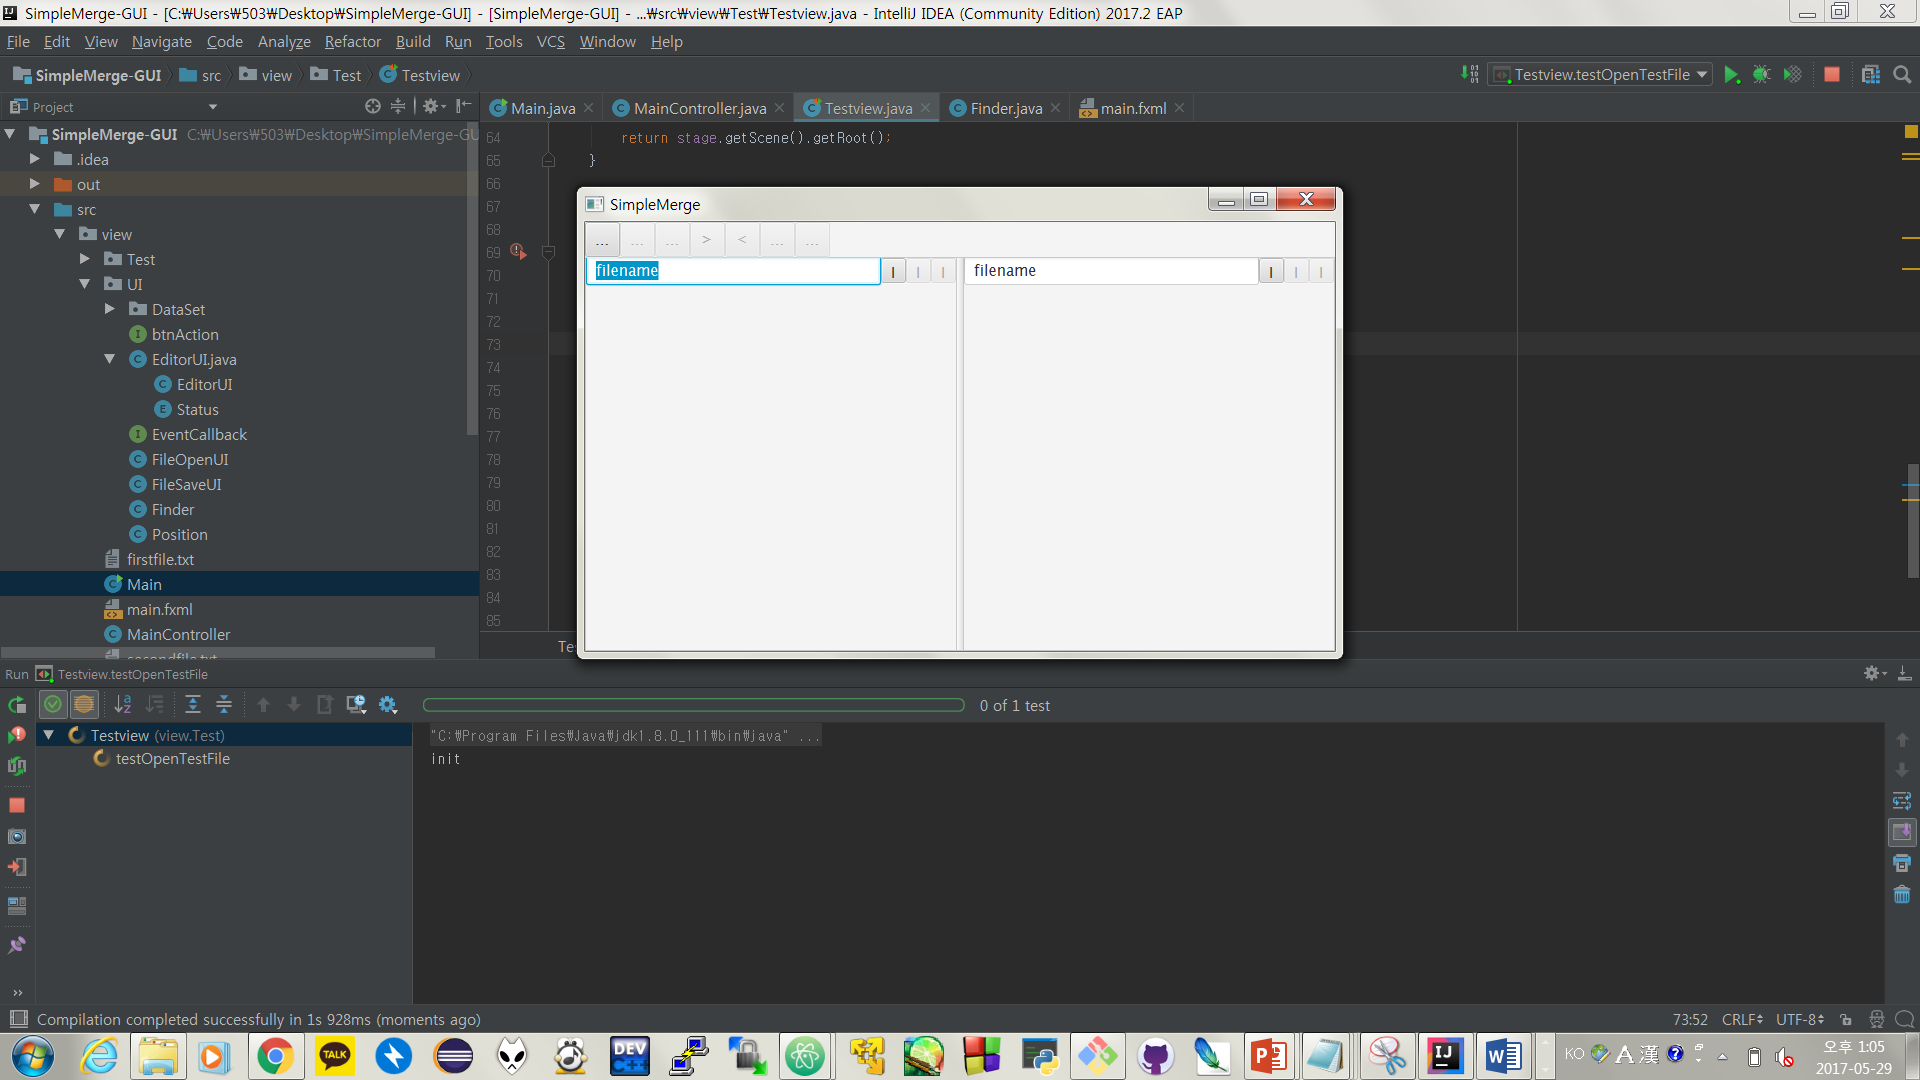 SimpleMerge-GUI - [C:₩Users₩503₩Desktop₩SimpleMerge-GUI] - [SimpleMerge-GUI] - ...₩src₩view₩Test₩Testview.java - IntelliJ IDEA (Community Edition) 2017.2 EAP
File Edit View Navigate Code Analyze Refactor Build Run Tools VCS Window Help
SimpleMerge-GUI src view Test Testview
Testview.testOpenTestFile
Project
Main.java MainController.java Testview.java Finder.java main.fxml
SimpleMerge-GUI C:₩Users₩503₩Desktop₩SimpleMerge-GU
.idea
out
src
view
Test
UI
DataSet
btnAction
EditorUI.java
EditorUI
Status
EventCallback
FileOpenUI
FileSaveUI
Finder
Position
firstfile.txt
Main
main.fxml
MainController
secondfile.txt
64 return stage.getScene().getRoot();
65 }
66
67
68
69
70
71
72
73
74
75
76
77
78
79
80
81
82
83
84
85
Te
SimpleMerge
... ... ... > < ... ...
filename | | | filename | | |
Run Testview.testOpenTestFile
0 of 1 test
Testview (view.Test)
testOpenTestFile
"C:₩Program Files₩Java₩jdk1.8.0_111₩bin₩java" ...
init
Compilation completed successfully in 1s 928ms (moments ago)
73:52 CRLF UTF-8
TALK
DEV C++
KO A 漢
오후 1:05
2017-05-29